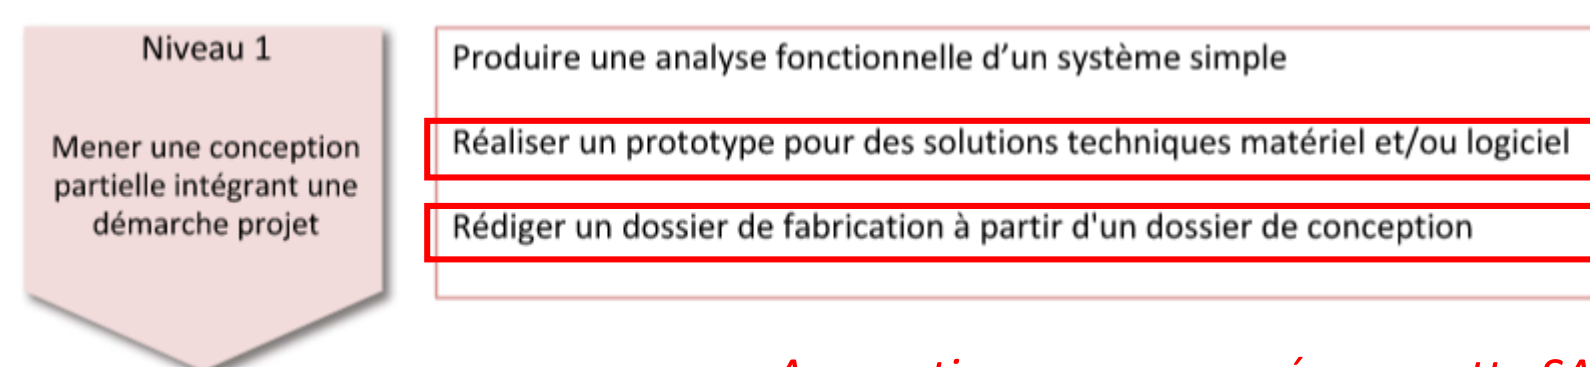 Niveau 1
Mener une conception
partielle intégrant une
démarche projet
Produire une analyse fonctionnelle d’un système simple
Réaliser un prototype pour des solutions techniques matériel et/ou logiciel
Rédiger un dossier de fabrication à partir d'un dossier de conception